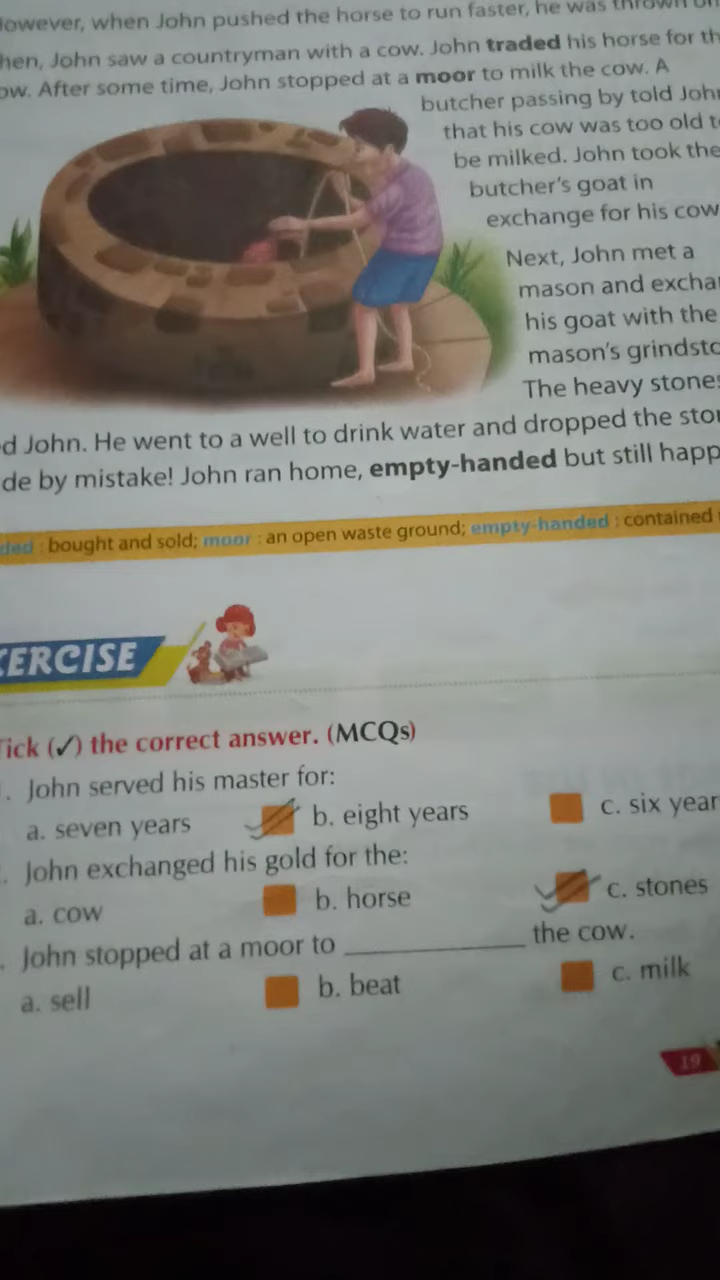 However, when John pushed the horse to run faster, he was thrown
hen, John saw a countryman with a cow. John traded his horse for th
ow. After some time, John stopped at a moor to milk the cow. A
butcher passing by told John
that his cow was too old t
be milked. John took the
butcher's goat in
exchange for his cow
Next, John met a
mason and excha
his goat with the
mason's grindsto
The heavy stones
d John. He went to a well to drink water and dropped the sto
de by mistake! John ran home, empty-handed but still happ
ded : bought and sold; moor : an open waste ground; empty-handed : contained
ERCISE
Tick (✓) the correct answer. (MCQs)
. John served his master for:
a. seven years b. eight years c. six year
. John exchanged his gold for the:
a. cow b. horse c. stones
. John stopped at a moor to ____________ the cow.
a. sell b. beat c. milk
19